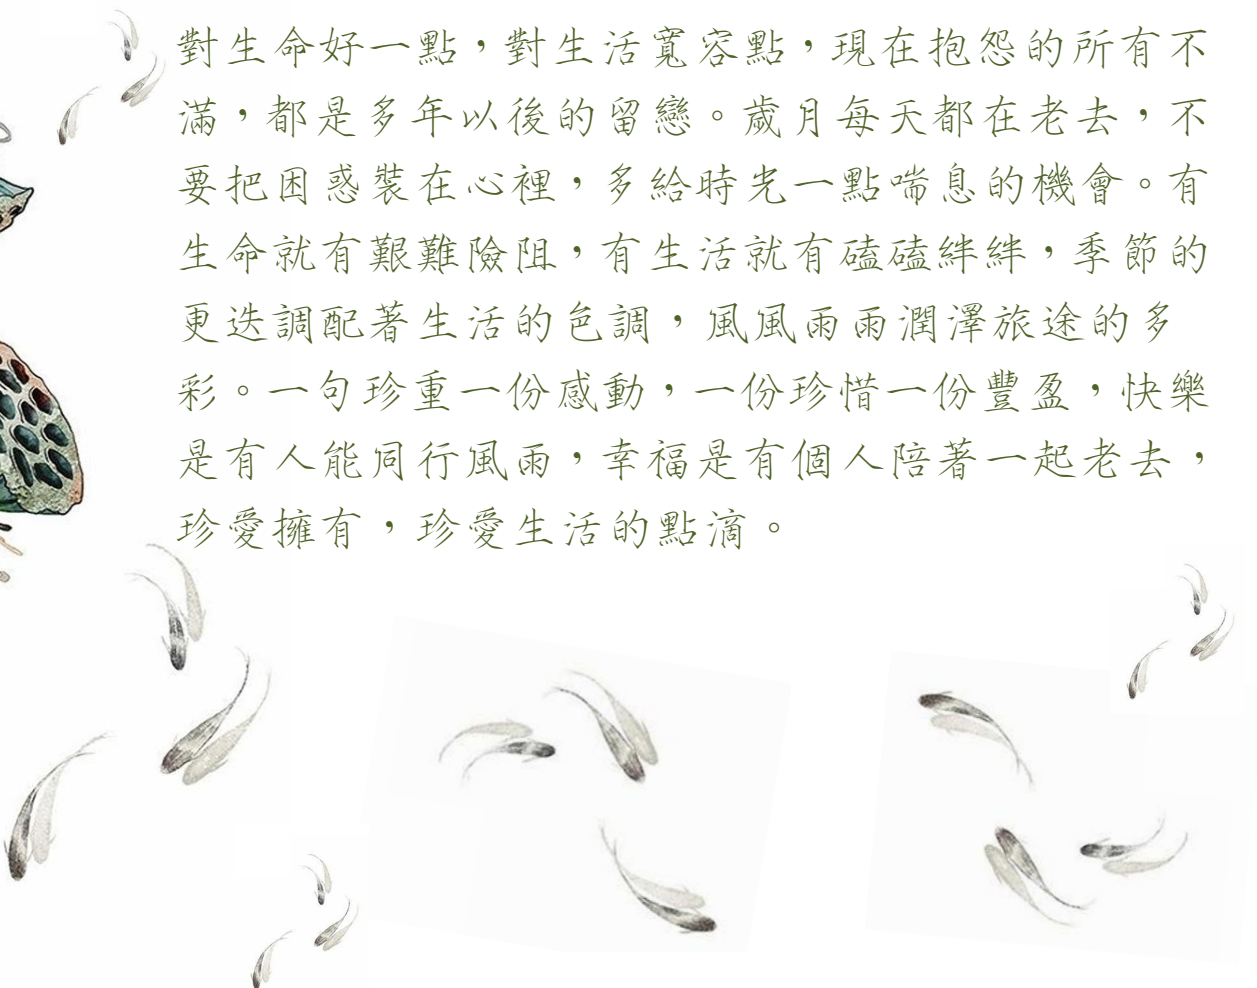 對生命好一點，對生活寬容點，現在抱怨的所有不
滿，都是多年以後的留戀。歲月每天都在老去，不
要把困惑裝在心裡，多給時光一點喘息的機會。有
生命就有艱難險阻，有生活就有磕磕絆絆，季節的
更迭調配著生活的色調，風風雨雨潤澤旅途的多
彩。一句珍重一份感動，一份珍惜一份豐盈，快樂
是有人能同行風雨，幸福是有個人陪著一起老去，
珍愛擁有，珍愛生活的點滴。